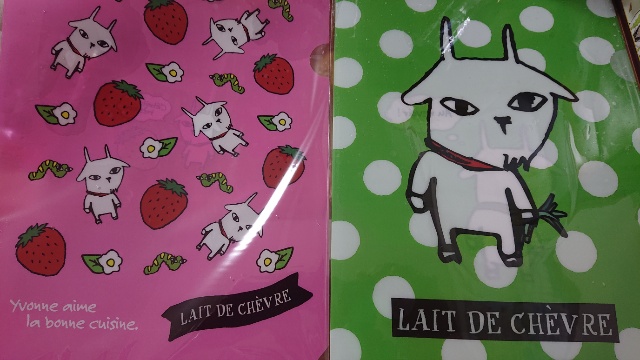 Yvonne aime
la bonne cuisine.
LAIT DE CHÈVRE
LAIT DE CHÈVRE